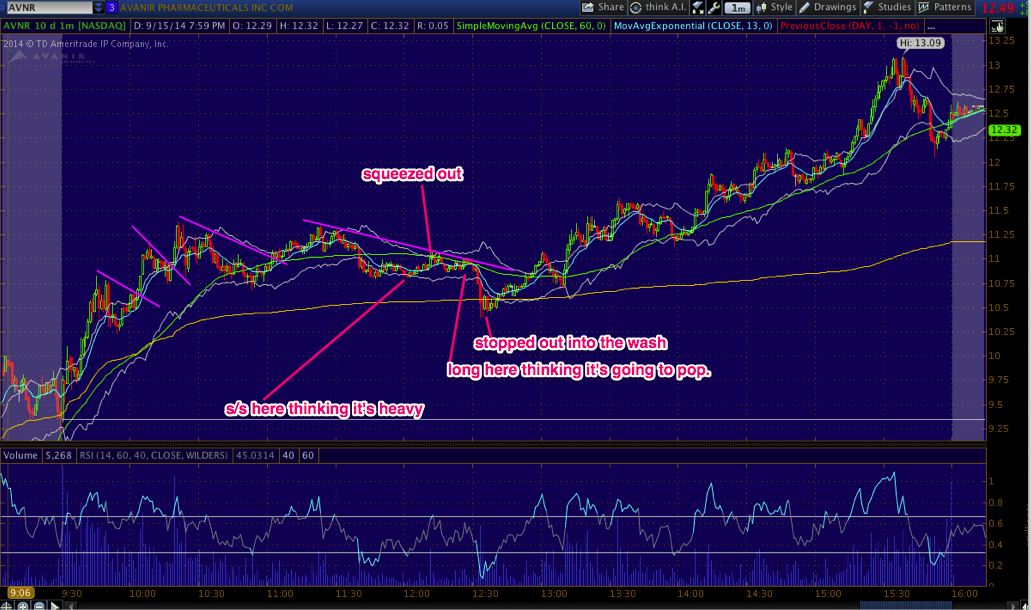 AVNR 3 AVANIR PHARMACEUTICALS INC COM Share think A.I. 1m Style Drawings Studies Patterns 12.49
AVNR 10 d 1m [NASDAQ] D: 9/15/14 7:59 PM O: 12.29 H: 12.32 L: 12.27 C: 12.32 R: 0.05 SimpleMovingAvg (CLOSE, 60, 0) MovAvgExponential (CLOSE, 13, 0) PreviousClose (DAY, 1, -1, no) ...
2014 © TD Ameritrade IP Company, Inc.
AVANIR
Hi: 13.09
13.25
13
12.75
12.5
12.32
12
11.75
11.5
11.25
11
10.75
10.5
10.25
10
9.75
9.5
9.25
squeezed out
stopped out into the wash
long here thinking it's going to pop.
s/s here thinking it's heavy
Volume 5,268 RSI (14, 60, 40, CLOSE, WILDERS) 45.0314 40 60
1
0.8
0.6
0.4
0.2
9:06 9:30 10:00 10:30 11:00 11:30 12:00 12:30 13:00 13:30 14:00 14:30 15:00 15:30 16:00